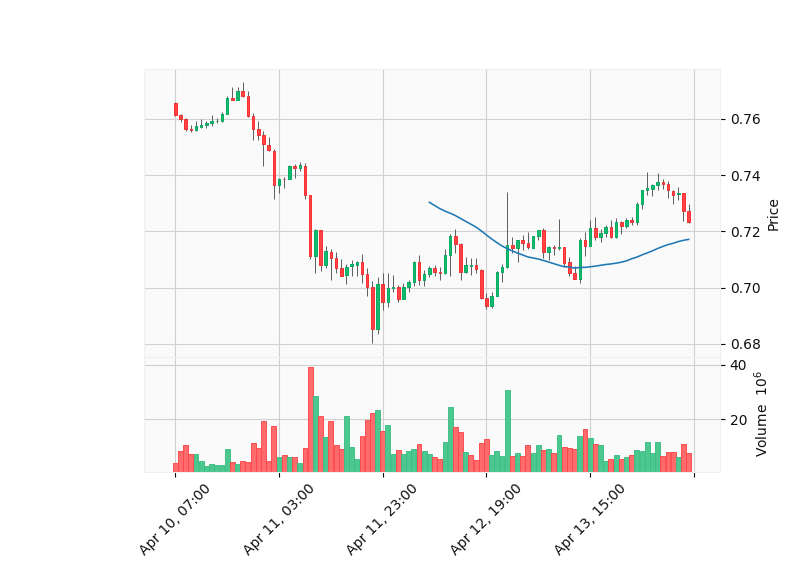 0.76
0.74
0.72
0.70
0.68
Price
40
20
Volume 10^6
Apr 10, 07:00
Apr 11, 03:00
Apr 11, 23:00
Apr 12, 19:00
Apr 13, 15:00